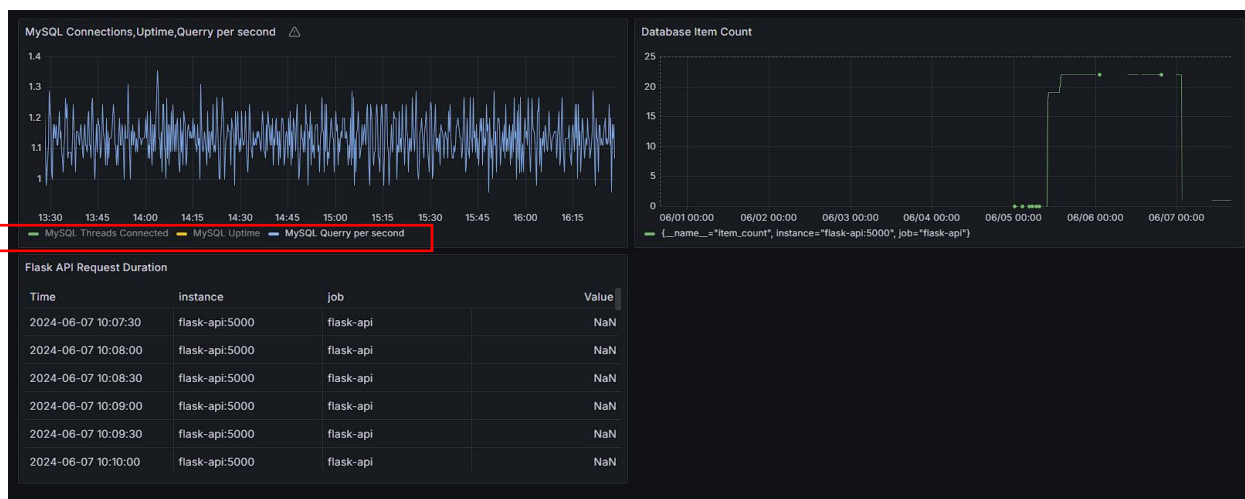 MySQL Connections,Uptime,Querry per second
1.4
1.3
1.2
1.1
1
13:30 13:45 14:00 14:15 14:30 14:45 15:00 15:15 15:30 15:45 16:00 16:15
MySQL Threads Connected MySQL Uptime MySQL Querry per second
Database Item Count
25
20
15
10
5
0
06/01 00:00 06/02 00:00 06/03 00:00 06/04 00:00 06/05 00:00 06/06 00:00 06/07 00:00
{__name__="item_count", instance="flask-api:5000", job="flask-api"}
Flask API Request Duration
Time instance job Value
2024-06-07 10:07:30 flask-api:5000 flask-api NaN
2024-06-07 10:08:00 flask-api:5000 flask-api NaN
2024-06-07 10:08:30 flask-api:5000 flask-api NaN
2024-06-07 10:09:00 flask-api:5000 flask-api NaN
2024-06-07 10:09:30 flask-api:5000 flask-api NaN
2024-06-07 10:10:00 flask-api:5000 flask-api NaN